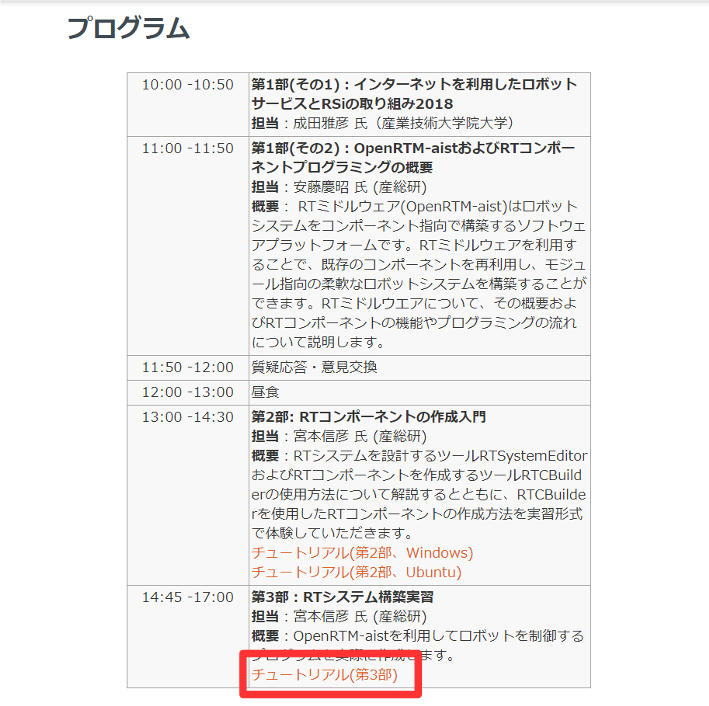 プログラム
10:00 -10:50
第1部(その1) : インターネットを利用したロボット
サービスとRSiの取り組み2018
担当 : 成田雅彦 氏 (産業技術大学院大学)
11:00 -11:50
第1部(その2) : OpenRTM-aistおよびRTコンポー
ネントプログラミングの概要
担当 : 安藤慶昭 氏 (産総研)
概要 : RTミドルウェア(OpenRTM-aist)はロボット
システムをコンポーネント指向で構築するソフトウェ
アプラットフォームです。RTミドルウェアを利用す
ることで、既存のコンポーネントを再利用し、モジュ
ール指向の柔軟なロボットシステムを構築することが
できます。RTミドルウエアについて、その概要およ
びRTコンポーネントの機能やプログラミングの流れ
について説明します。
11:50 -12:00
質疑応答・意見交換
12:00 -13:00
昼食
13:00 -14:30
第2部: RTコンポーネントの作成入門
担当 : 宮本信彦 氏 (産総研)
概要 : RTシステムを設計するツールRTSystemEditor
およびRTコンポーネントを作成するツールRTCBuil
derの使用方法について解説するとともに、RTCBuilde
rを使用したRTコンポーネントの作成方法を実習形式
で体験していただきます。
チュートリアル(第2部、Windows)
チュートリアル(第2部、Ubuntu)
14:45 -17:00
第3部 : RTシステム構築実習
担当 : 宮本信彦 氏 (産総研)
概要 : OpenRTM-aistを利用してロボットを制御する
プログラムを実際に作成します。
チュートリアル(第3部)